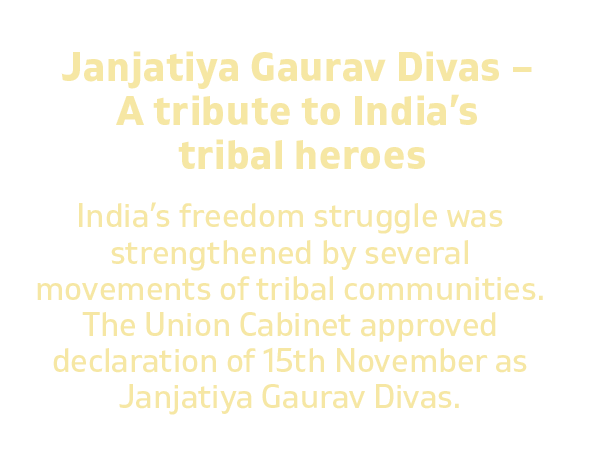 Janjatiya Gaurav Divas –
A tribute to India’s
tribal heroes
India’s freedom struggle was
strengthened by several
movements of tribal communities.
The Union Cabinet approved
declaration of 15th November as
Janjatiya Gaurav Divas.